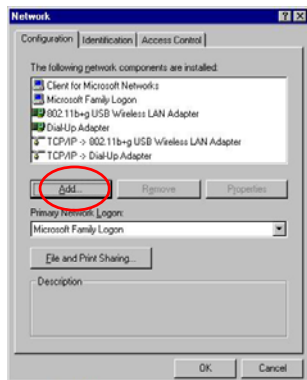 Network
Configuration Identification Access Control
The following network components are installed:
Client for Microsoft Networks
Microsoft Family Logon
802.11b+g USB Wireless LAN Adapter
Dial-Up Adapter
TCP/IP -> 802.11b+g USB Wireless LAN Adapter
TCP/IP -> Dial-Up Adapter
Add... Remove Properties
Primary Network Logon:
Microsoft Family Logon
File and Print Sharing...
Description
OK Cancel